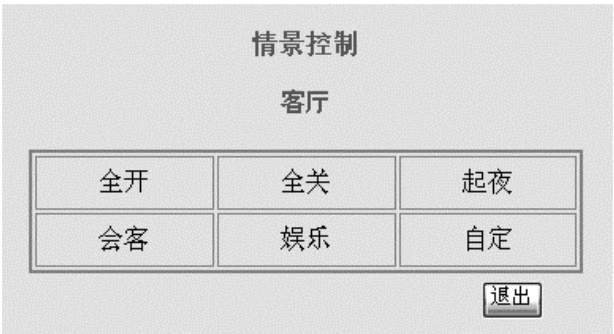 情景控制
客厅
全开 全关 起夜
会客 娱乐 自定
退出